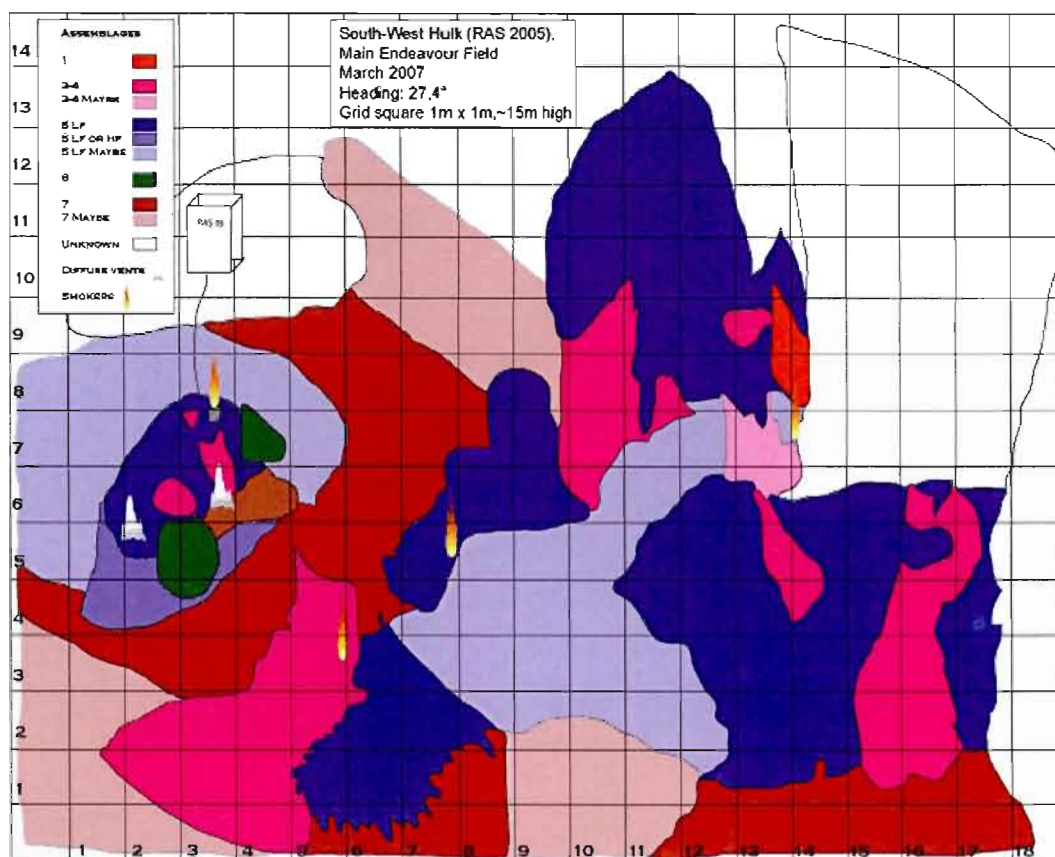 ASSEMBLAGES
1
3-4
3-4 MAYBE
5 LF
5 LF OR HF
5 LF MAYBE
6
7
7 MAYBE
UNKNOWN
DIFFUSE VENTS
SMOKERS
South-West Hulk (RAS 2005),
Main Endeavour Field
March 2007
Heading: 27,4°
Grid square 1m x 1m,~15m high
14
13
12
11
10
9
8
7
6
5
4
3
2
1
1 2 3 4 5 6 7 8 9 10 11 12 13 14 15 16 17 18